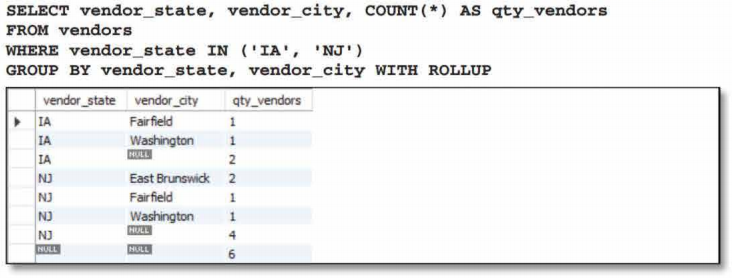 SELECT vendor_state, vendor_city, COUNT(*) AS qty_vendors
FROM vendors
WHERE vendor_state IN ('IA', 'NJ')
GROUP BY vendor_state, vendor_city WITH ROLLUP
vendor_state vendor_city qty_vendors
IA Fairfield 1
IA Washington 1
IA NULL 2
NJ East Brunswick 2
NJ Fairfield 1
NJ Washington 1
NJ NULL 4
NULL NULL 6